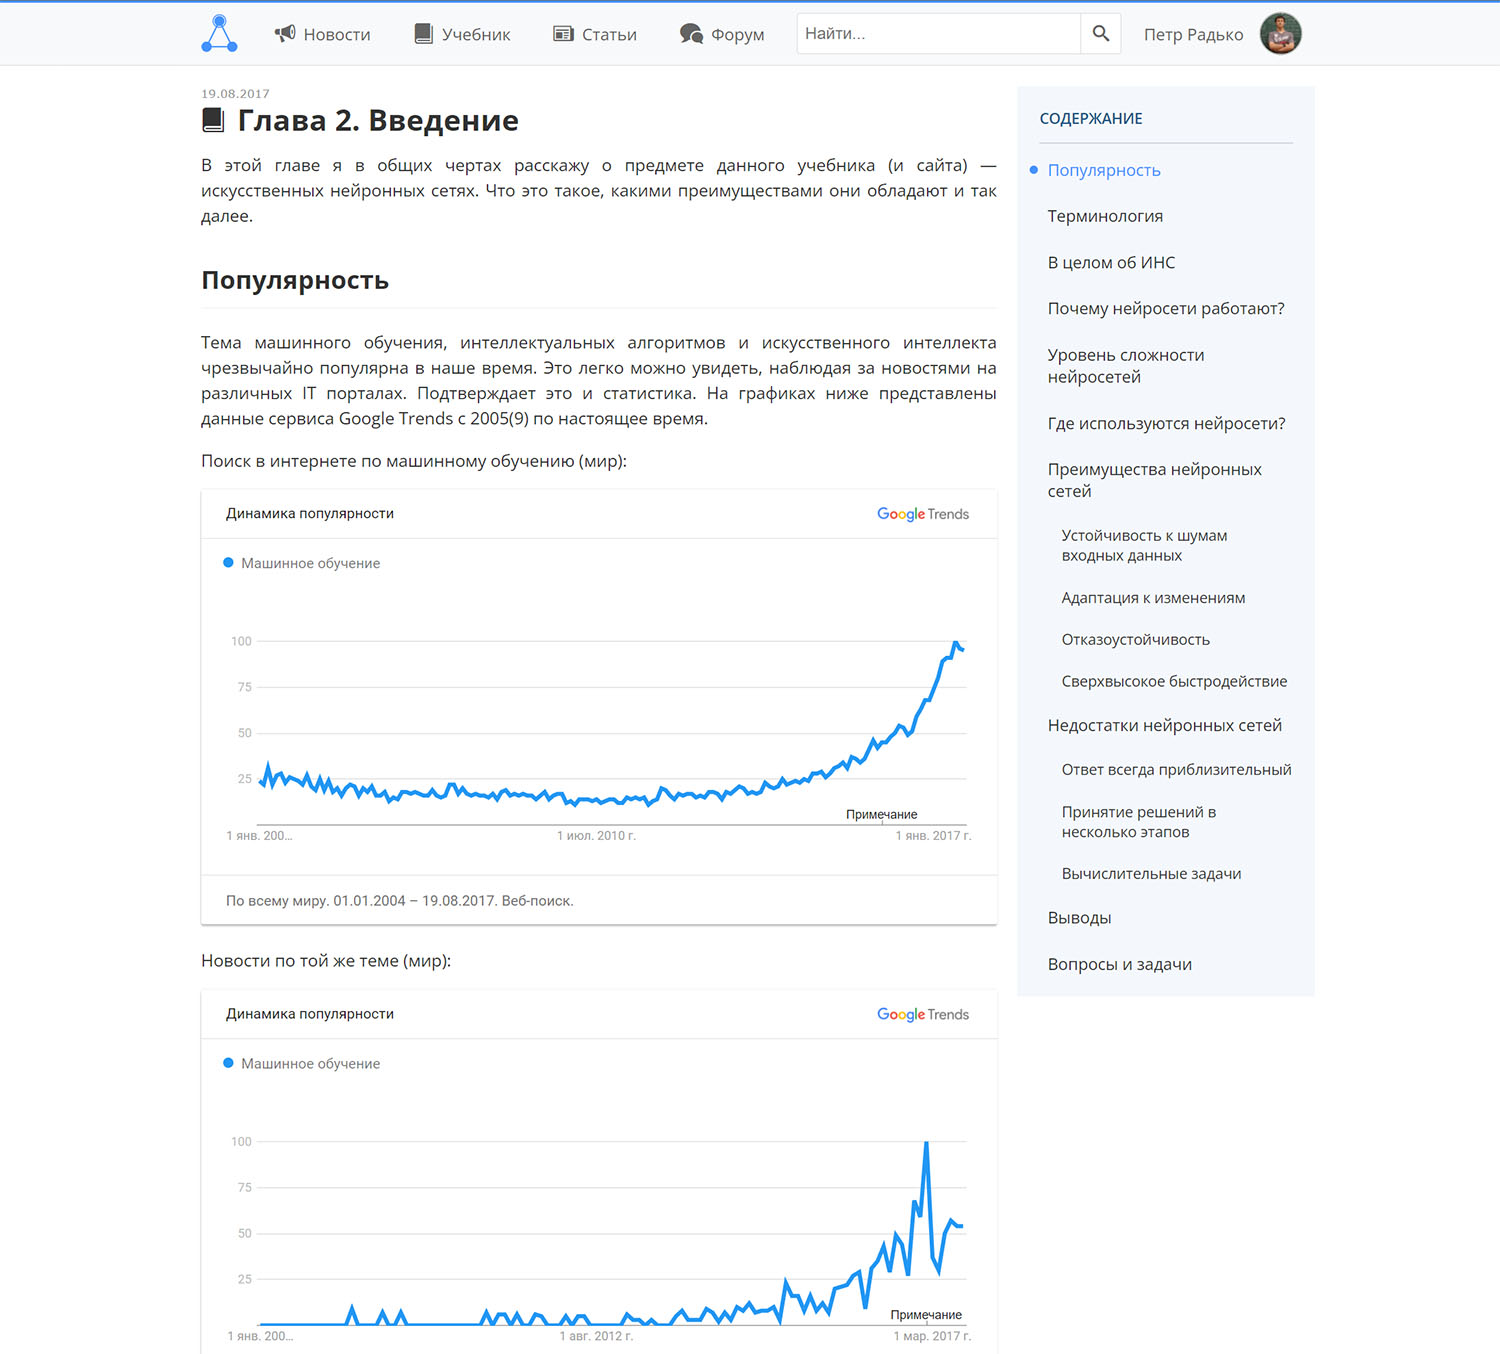 Новости
Учебник
Статьи
Форум
Найти...
Петр Радько
19.08.2017
Глава 2. Введение
В этой главе я в общих чертах расскажу о предмете данного учебника (и сайта) —
искусственных нейронных сетях. Что это такое, какими преимуществами они обладают и так
далее.
Популярность
Тема машинного обучения, интеллектуальных алгоритмов и искусственного интеллекта
чрезвычайно популярна в наше время. Это легко можно увидеть, наблюдая за новостями на
различных IT порталах. Подтверждает это и статистика. На графиках ниже представлены
данные сервиса Google Trends с 2005(9) по настоящее время.
Поиск в интернете по машинному обучению (мир):
Динамика популярности
Google Trends
Машинное обучение
100
75
50
25
Примечание
1 янв. 200...
1 июл. 2010 г.
1 янв. 2017 г.
По всему миру. 01.01.2004 – 19.08.2017. Веб-поиск.
Новости по той же теме (мир):
Динамика популярности
Google Trends
Машинное обучение
100
75
50
25
Примечание
1 янв. 200...
1 авг. 2012 г.
1 мар. 2017 г.
СОДЕРЖАНИЕ
Популярность
Терминология
В целом об ИНС
Почему нейросети работают?
Уровень сложности
нейросетей
Где используются нейросети?
Преимущества нейронных
сетей
Устойчивость к шумам
входных данных
Адаптация к изменениям
Отказоустойчивость
Сверхвысокое быстродействие
Недостатки нейронных сетей
Ответ всегда приблизительный
Принятие решений в
несколько этапов
Вычислительные задачи
Выводы
Вопросы и задачи